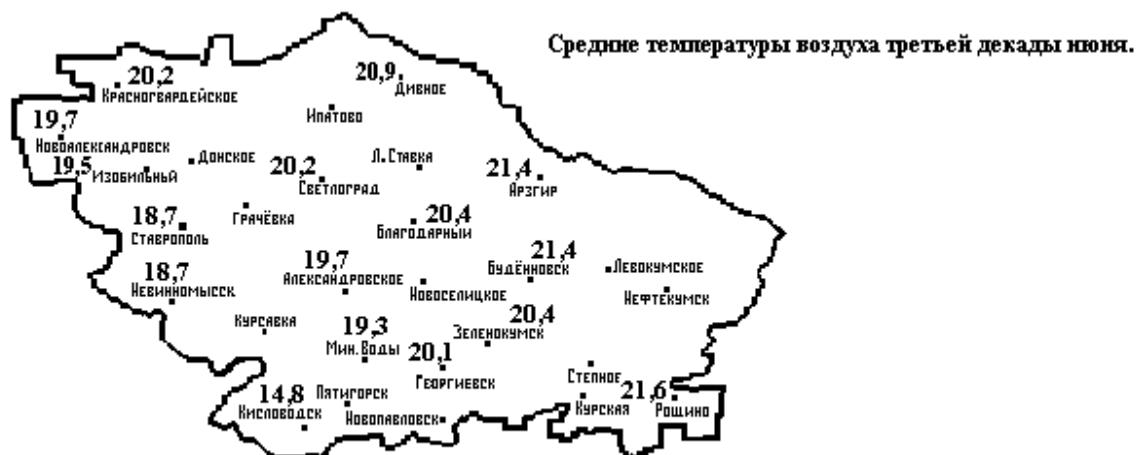 Средние температуры воздуха третьей декады июня.
20,2
Красногвардейское
20,9
Дивное
Ипатово
19,7
Новоалександровск
19,5
Изобильный
Донское
20,2
Светлоград
Л.Ставка
21,4
Арзгир
18,7
Ставрополь
Грачёвка
20,4
Благодарный
18,7
Невинномысск
19,7
Александровское
Новоселицкое
21,4
Будённовск
Левокумское
Нефтекумск
Курсавка
19,3
Мин.Воды
20,1
Георгиевск
20,4
Зеленокумск
Степное
14,8
Кисловодск
Пятигорск
Новопавловск
Курская
21,6
Рощино